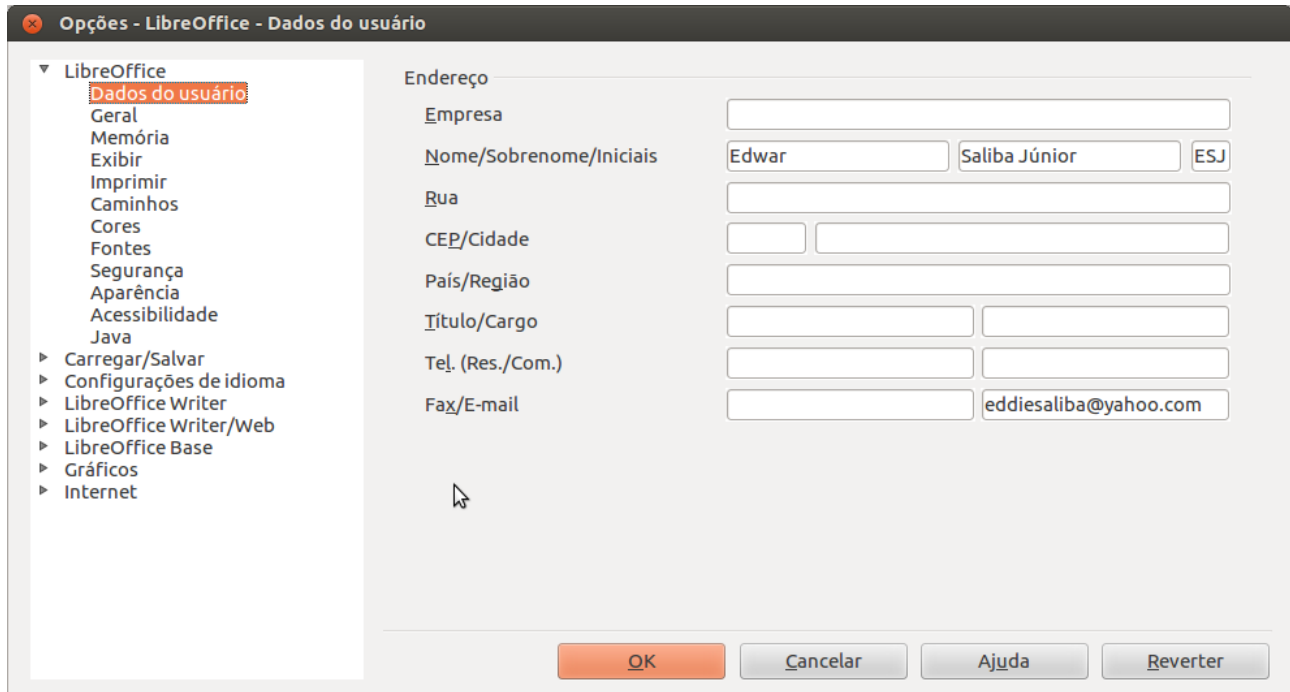 Opções - LibreOffice - Dados do usuário
LibreOffice
Dados do usuário
Geral
Memória
Exibir
Imprimir
Caminhos
Cores
Fontes
Segurança
Aparência
Acessibilidade
Java
Carregar/Salvar
Configurações de idioma
LibreOffice Writer
LibreOffice Writer/Web
LibreOffice Base
Gráficos
Internet
Endereço
Empresa
Nome/Sobrenome/Iniciais Edwar Saliba Júnior ESJ
Rua
CEP/Cidade
País/Região
Título/Cargo
Tel. (Res./Com.)
Fax/E-mail eddiesaliba@yahoo.com
OK Cancelar Ajuda Reverter